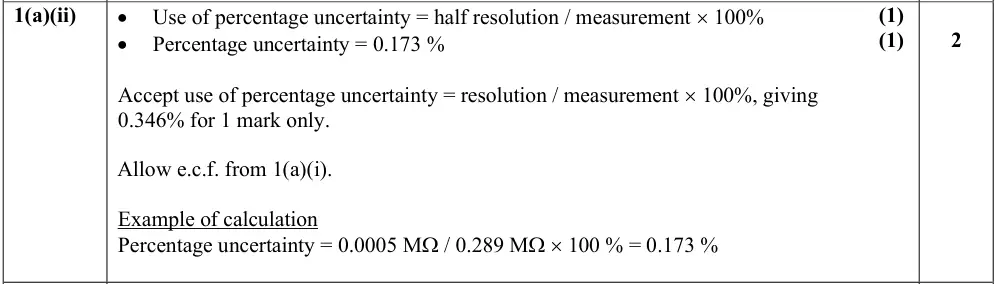 1(a)(ii)
• Use of percentage uncertainty = half resolution / measurement × 100% (1)
• Percentage uncertainty = 0.173 % (1) 2
Accept use of percentage uncertainty = resolution / measurement × 100%, giving
0.346% for 1 mark only.
Allow e.c.f. from 1(a)(i).
Example of calculation
Percentage uncertainty = 0.0005 MΩ / 0.289 MΩ × 100 % = 0.173 %